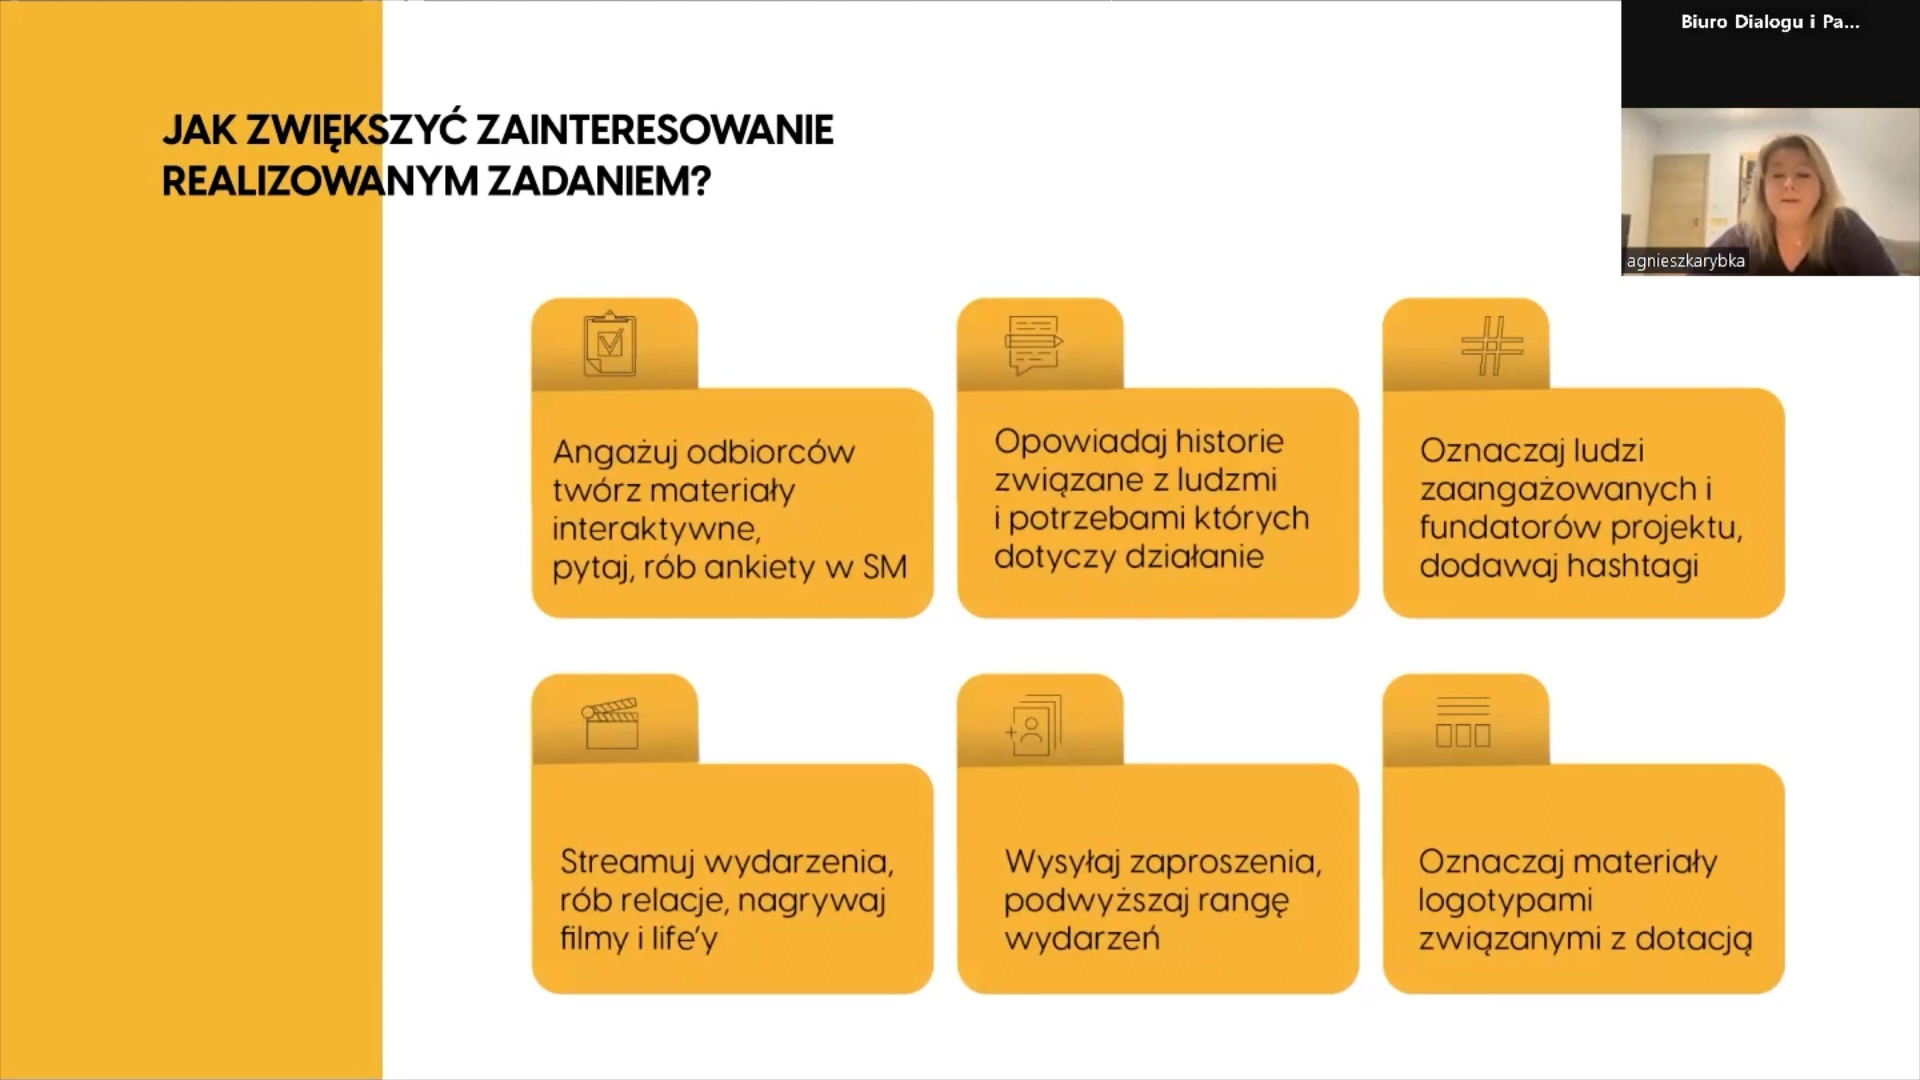 Biuro Dialogu i Pa...
agnieszkarybka
JAK ZWIĘKSZYĆ ZAINTERESOWANIE
REALIZOWANYM ZADANIEM?
Angażuj odbiorców
twórz materiały
interaktywne,
pytaj, rób ankiety w SM
Opowiadaj historie
związane z ludzmi
i potrzebami których
dotyczy działanie
Oznaczaj ludzi
zaangażowanych i
fundatorów projektu,
dodawaj hashtagi
Streamuj wydarzenia,
rób relacje, nagrywaj
filmy i life'y
Wysyłaj zaproszenia,
podwyższaj rangę
wydarzeń
Oznaczaj materiały
logotypami
związanymi z dotacją